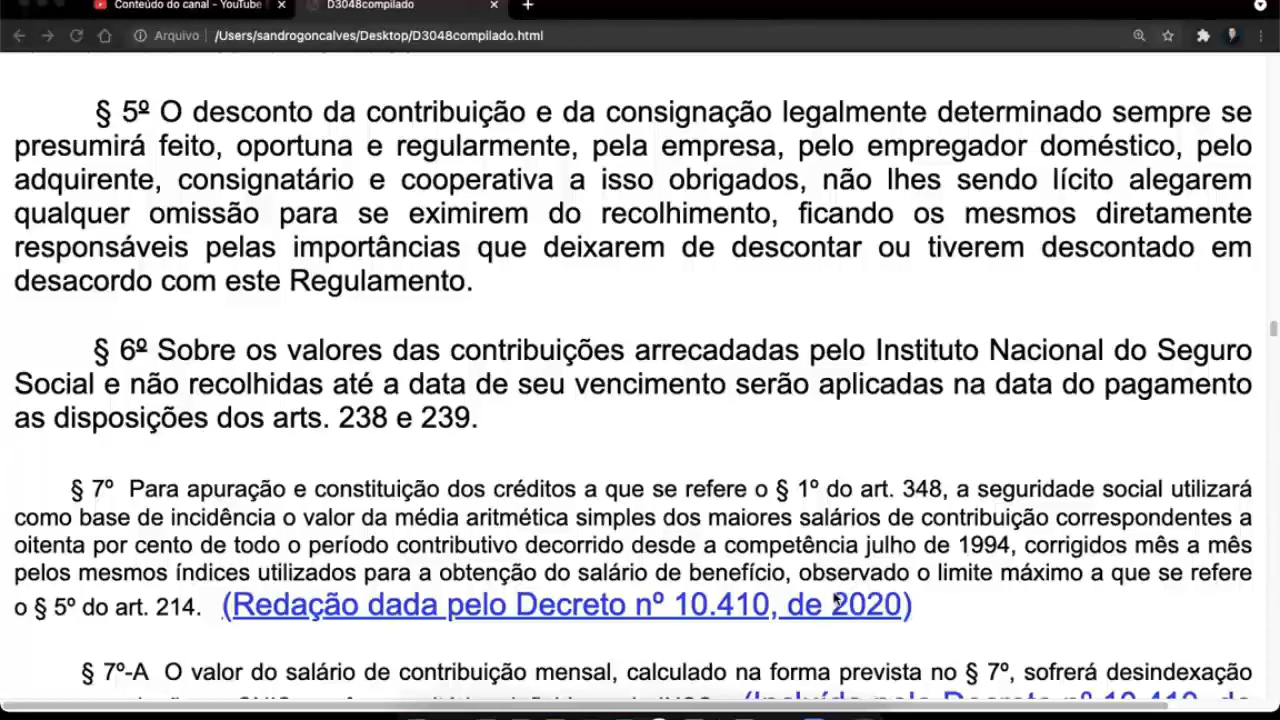 Conteúdo do canal - YouTube
D3048compilado
Arquivo /Users/sandrogoncalves/Desktop/D3048compilado.html
§ 5º O desconto da contribuição e da consignação legalmente determinado sempre se
presumirá feito, oportuna e regularmente, pela empresa, pelo empregador doméstico, pelo
adquirente, consignatário e cooperativa a isso obrigados, não lhes sendo lícito alegarem
qualquer omissão para se eximirem do recolhimento, ficando os mesmos diretamente
responsáveis pelas importâncias que deixarem de descontar ou tiverem descontado em
desacordo com este Regulamento.
§ 6º Sobre os valores das contribuições arrecadadas pelo Instituto Nacional do Seguro
Social e não recolhidas até a data de seu vencimento serão aplicadas na data do pagamento
as disposições dos arts. 238 e 239.
§ 7º Para apuração e constituição dos créditos a que se refere o § 1º do art. 348, a seguridade social utilizará
como base de incidência o valor da média aritmética simples dos maiores salários de contribuição correspondentes a
oitenta por cento de todo o período contributivo decorrido desde a competência julho de 1994, corrigidos mês a mês
pelos mesmos índices utilizados para a obtenção do salário de benefício, observado o limite máximo a que se refere
o § 5º do art. 214. (Redação dada pelo Decreto nº 10.410, de 2020)
§ 7º-A O valor do salário de contribuição mensal, calculado na forma prevista no § 7º, sofrerá desindexação
(Incluído pelo Decreto nº 10.410, de